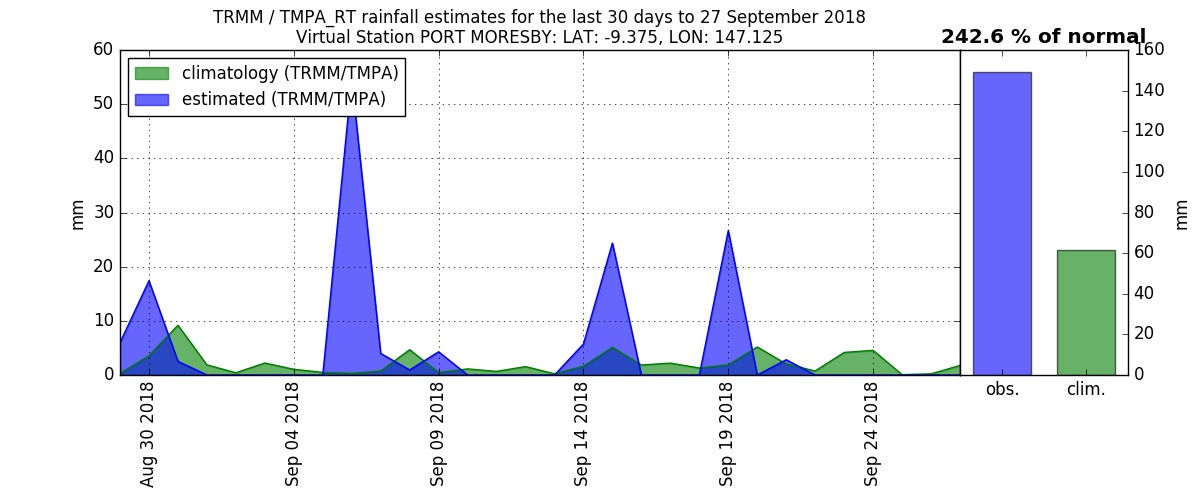 TRMM / TMPA_RT rainfall estimates for the last 30 days to 27 September 2018
Virtual Station PORT MORESBY: LAT: -9.375, LON: 147.125
242.6 % of normal
climatology (TRMM/TMPA)
estimated (TRMM/TMPA)
60
50
40
30
20
10
0
mm
Aug 30 2018
Sep 04 2018
Sep 09 2018
Sep 14 2018
Sep 19 2018
Sep 24 2018
obs.
clim.
160
140
120
100
80
60
40
20
0
mm